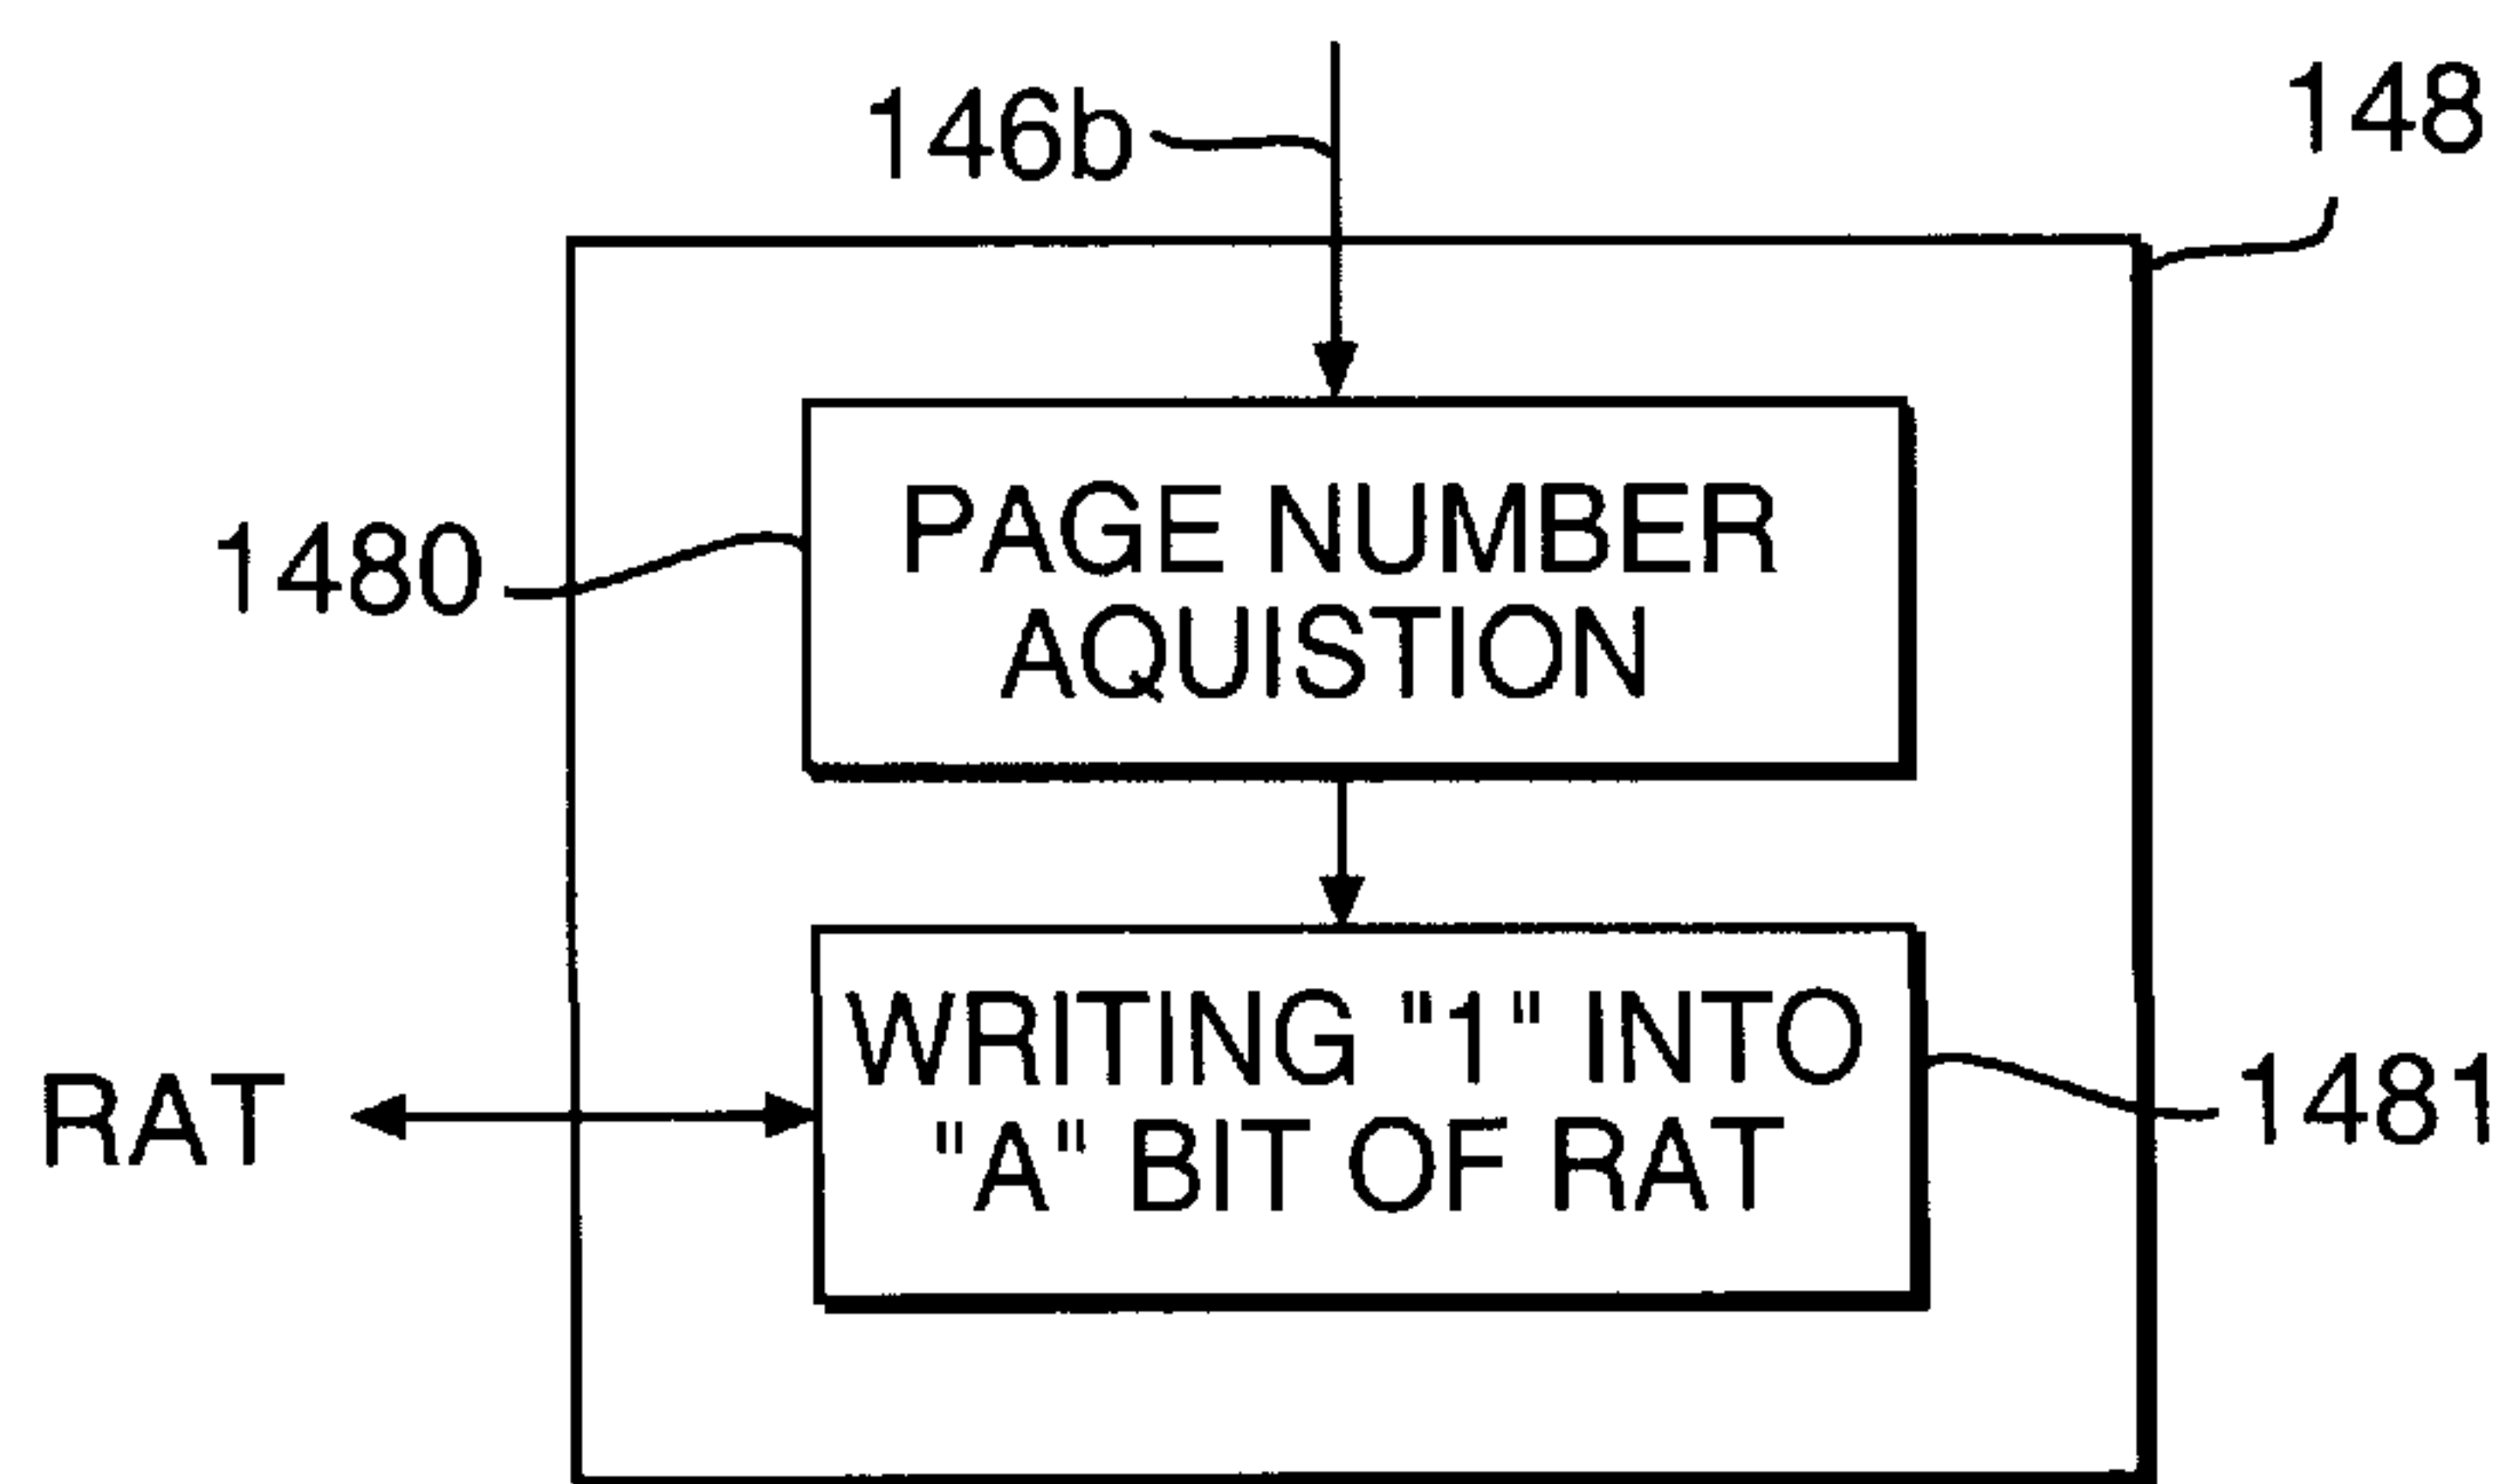 146b
148
1480
PAGE NUMBER
AQUISTION
WRITING "1" INTO
"A" BIT OF RAT
RAT
1481